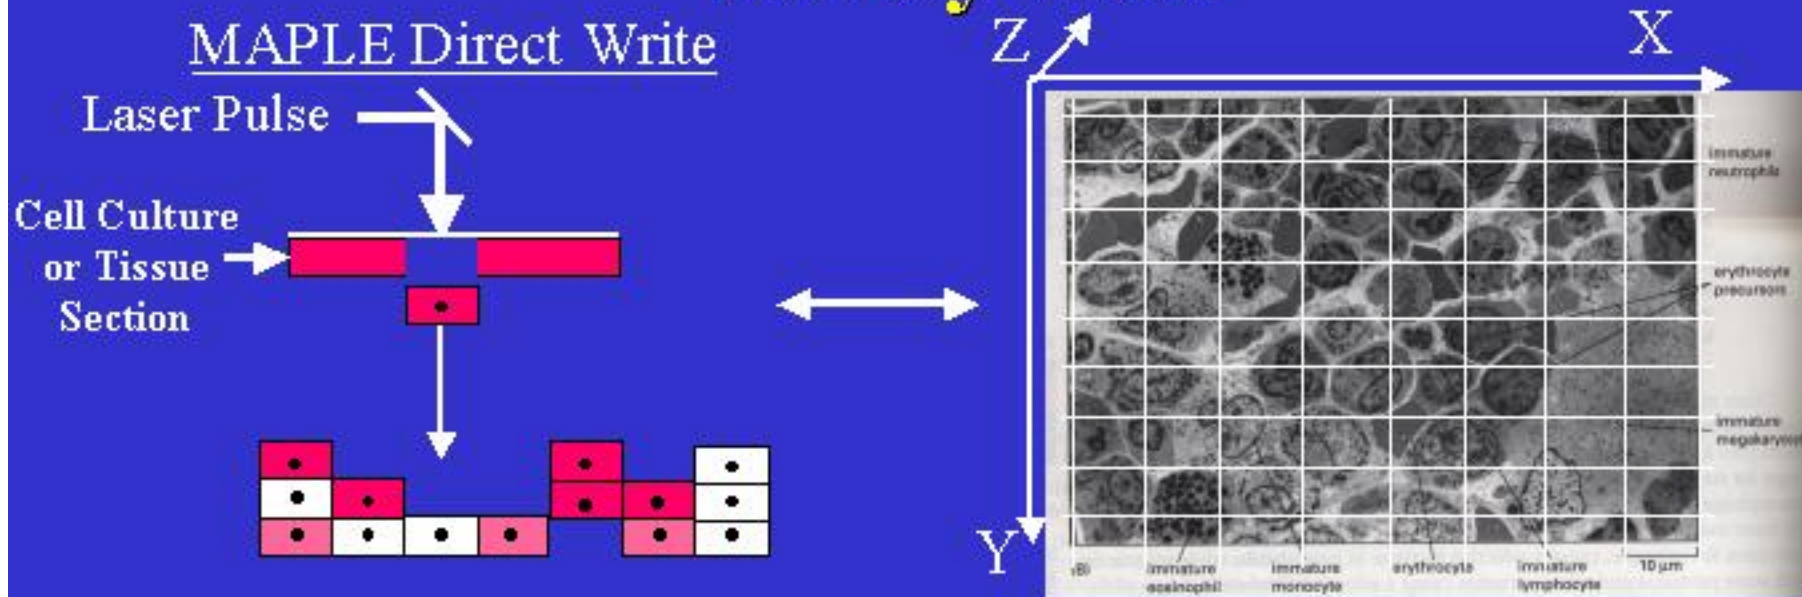 MAPLE Direct Write
Laser Pulse
Cell Culture
or Tissue
Section
Z
X
Y
immature
neutrophils
erythrocyte
precursors
immature
(B)
immature
eosinophil
immature
monocyte
erythrocyte
immature
lymphocyte
10 µm